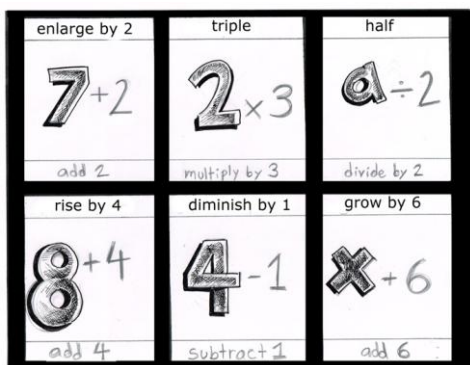 enlarge by 2
triple
half
7+2
2×3
a÷2
add 2
multiply by 3
divide by 2
rise by 4
diminish by 1
grow by 6
8+4
4-1
x+6
add 4
subtract 1
add 6